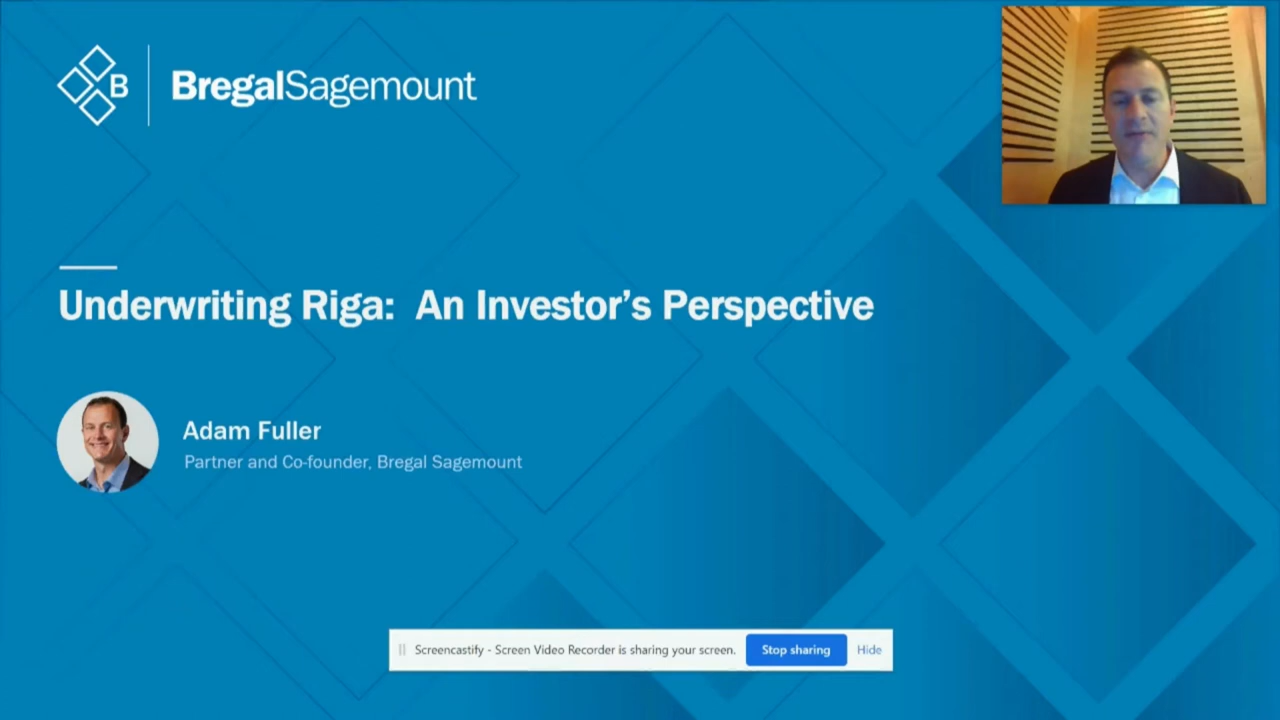 B
BregalSagemount
Underwriting Riga: An Investor’s Perspective
Adam Fuller
Partner and Co-founder, Bregal Sagemount
Screencastify - Screen Video Recorder is sharing your screen. Stop sharing Hide